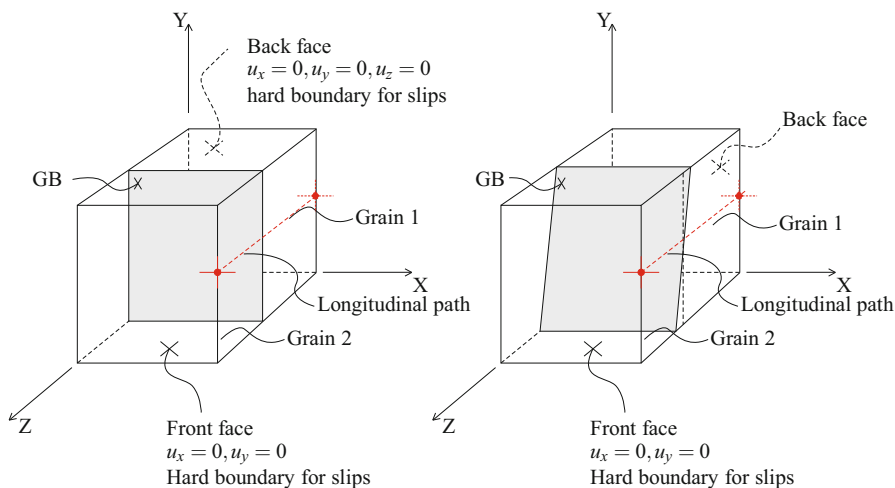 Y
Back face
u_x = 0, u_y = 0, u_z = 0
hard boundary for slips
GB
Grain 1
X
Longitudinal path
Grain 2
Z
Front face
u_x = 0, u_y = 0
Hard boundary for slips
Y
Back face
GB
Grain 1
X
Longitudinal path
Grain 2
Z
Front face
u_x = 0, u_y = 0
Hard boundary for slips